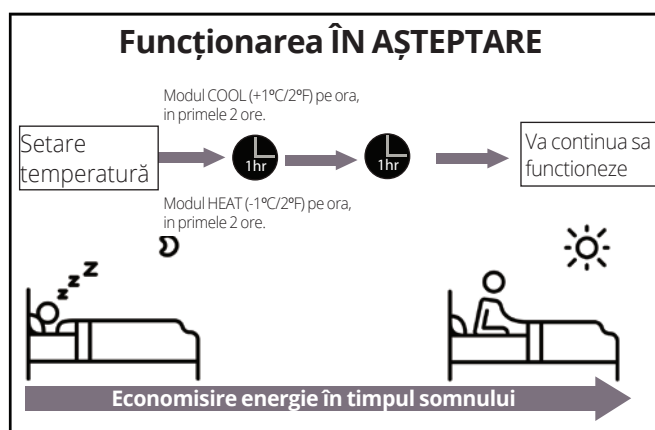 Funcționarea ÎN AȘTEPTARE
Modul COOL (+1ºC/2ºF) pe ora,
in primele 2 ore.
Setare
temperatură
1hr
1hr
Va continua sa
functioneze
Modul HEAT (-1ºC/2ºF) pe ora,
in primele 2 ore.
z z z z
Economisire energie în timpul somnului